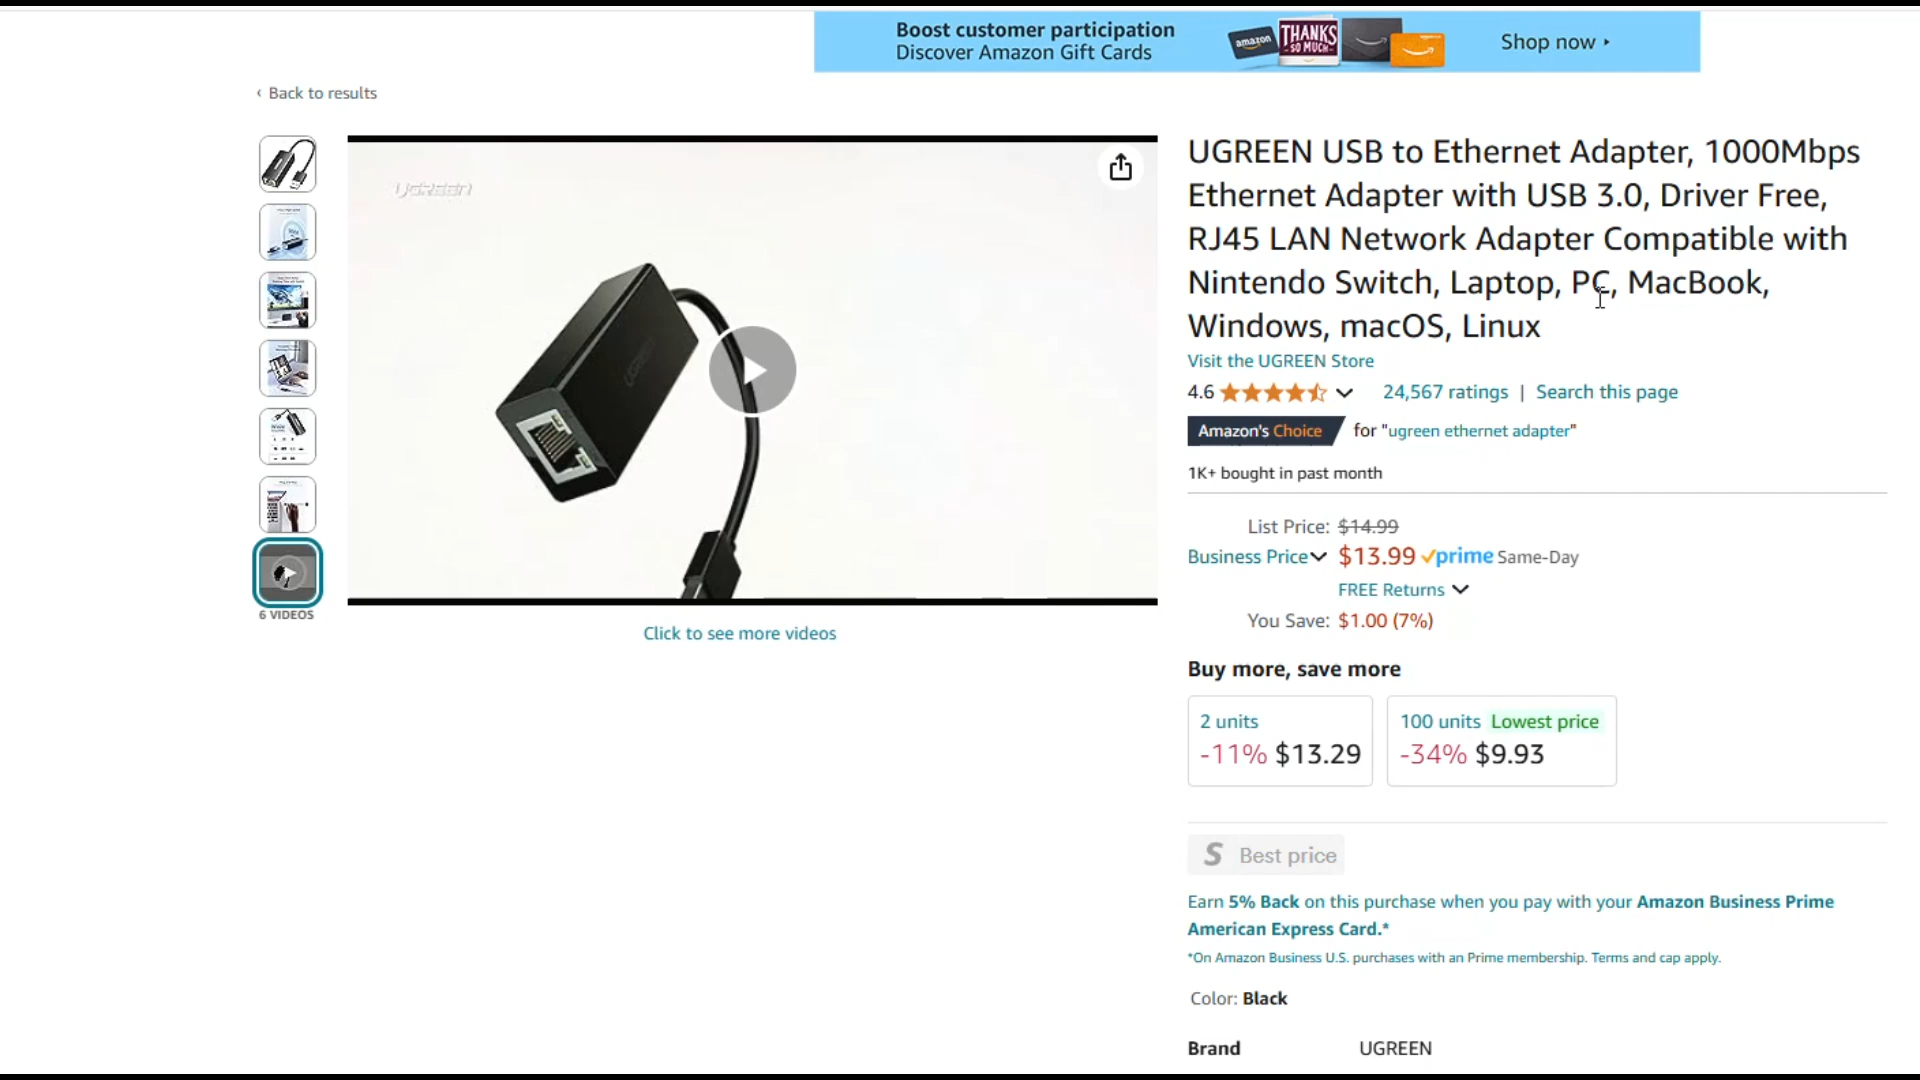 Boost customer participation
Discover Amazon Gift Cards
amazon
THANKS
SO MUCH
Shop now ▸
‹ Back to results
UGREEN
UGREEN USB to Ethernet Adapter, 1000Mbps
Ethernet Adapter with USB 3.0, Driver Free,
RJ45 LAN Network Adapter Compatible with
Nintendo Switch, Laptop, PC, MacBook,
Windows, macOS, Linux
Visit the UGREEN Store
4.6 24,567 ratings | Search this page
Amazon's Choice for "ugreen ethernet adapter"
1K+ bought in past month
List Price: $14.99
Business Price $13.99 prime Same-Day
FREE Returns
You Save: $1.00 (7%)
6 VIDEOS
Click to see more videos
Buy more, save more
2 units
-11% $13.29
100 units Lowest price
-34% $9.93
S Best price
Earn 5% Back on this purchase when you pay with your Amazon Business Prime
American Express Card.*
*On Amazon Business U.S. purchases with an Prime membership. Terms and cap apply.
Color: Black
Brand UGREEN